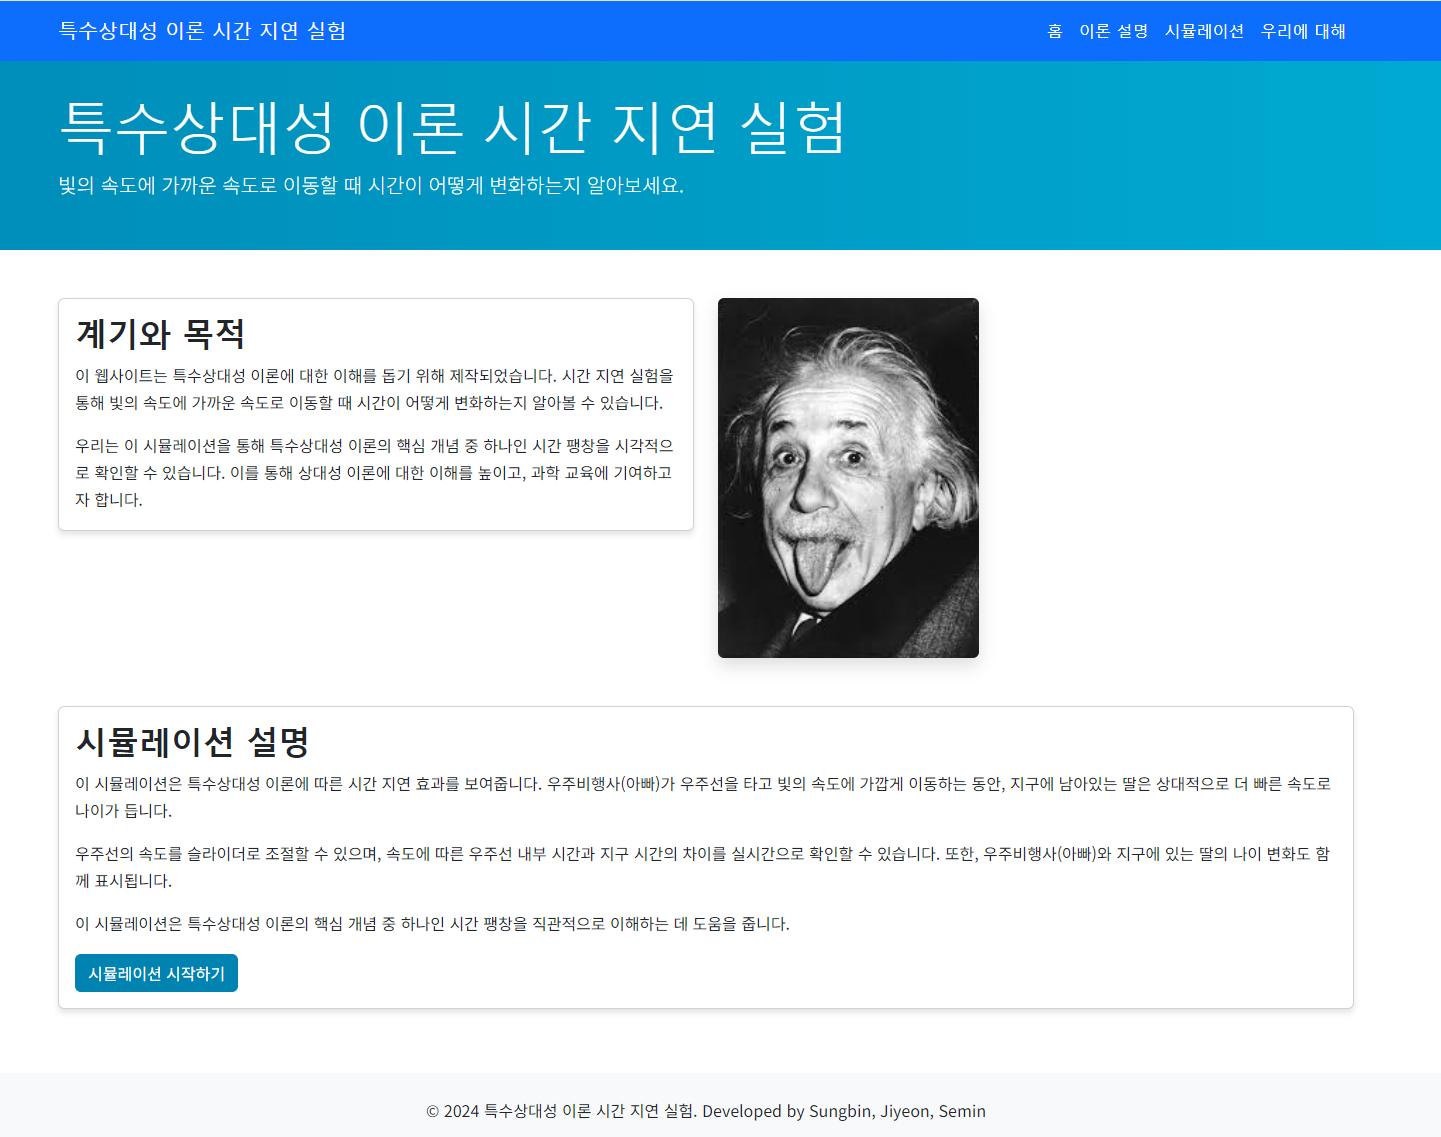 특수상대성 이론 시간 지연 실험
홈 이론 설명 시뮬레이션 우리에 대해
특수상대성 이론 시간 지연 실험
빛의 속도에 가까운 속도로 이동할 때 시간이 어떻게 변화하는지 알아보세요.
계기와 목적
이 웹사이트는 특수상대성 이론에 대한 이해를 돕기 위해 제작되었습니다. 시간 지연 실험을
통해 빛의 속도에 가까운 속도로 이동할 때 시간이 어떻게 변화하는지 알아볼 수 있습니다.
우리는 이 시뮬레이션을 통해 특수상대성 이론의 핵심 개념 중 하나인 시간 팽창을 시각적으
로 확인할 수 있습니다. 이를 통해 상대성 이론에 대한 이해를 높이고, 과학 교육에 기여하고
자 합니다.
시뮬레이션 설명
이 시뮬레이션은 특수상대성 이론에 따른 시간 지연 효과를 보여줍니다. 우주비행사(아빠)가 우주선을 타고 빛의 속도에 가깝게 이동하는 동안, 지구에 남아있는 딸은 상대적으로 더 빠른 속도로
나이가 듭니다.
우주선의 속도를 슬라이더로 조절할 수 있으며, 속도에 따른 우주선 내부 시간과 지구 시간의 차이를 실시간으로 확인할 수 있습니다. 또한, 우주비행사(아빠)와 지구에 있는 딸의 나이 변화도 함
께 표시됩니다.
이 시뮬레이션은 특수상대성 이론의 핵심 개념 중 하나인 시간 팽창을 직관적으로 이해하는 데 도움을 줍니다.
시뮬레이션 시작하기
© 2024 특수상대성 이론 시간 지연 실험. Developed by Sungbin, Jiyeon, Semin